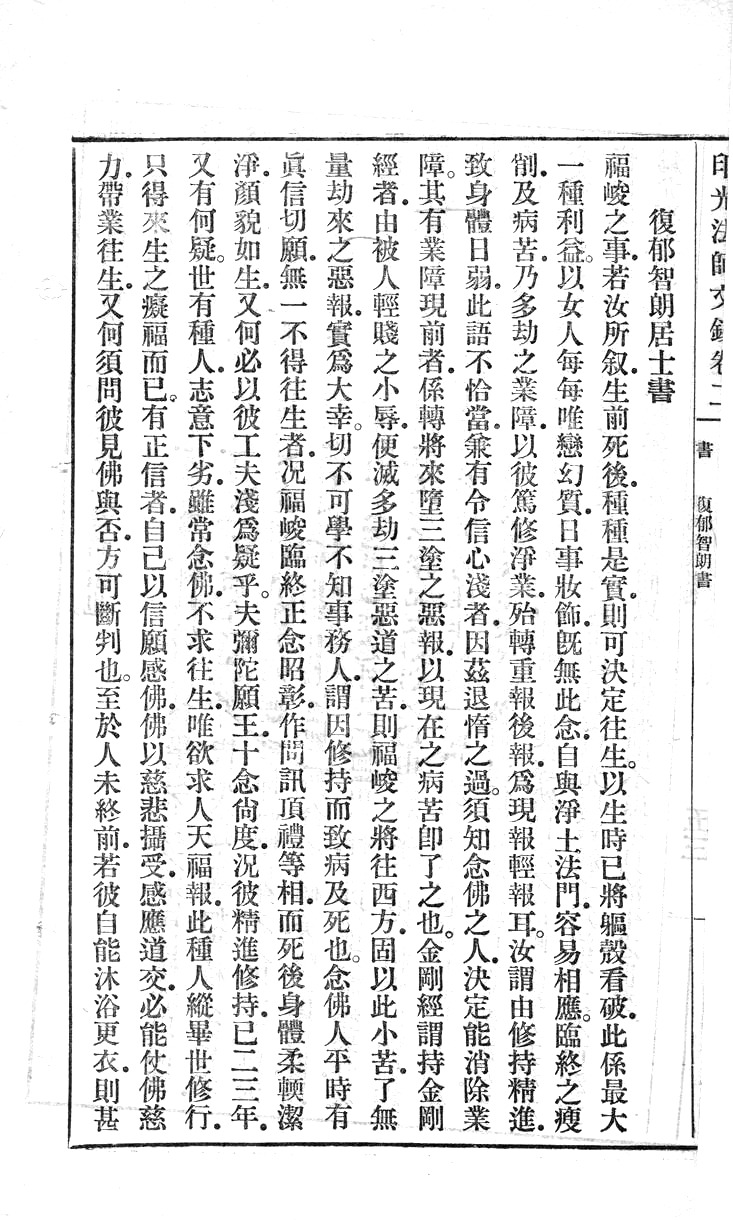 印光法師文鈔卷二 書 復郁智朗書
復郁智朗居士書
福峻之事。若汝所叙。生前死後。種種是實。則可決定往生。以生時已將軀殼看破。此係最大
一種利益。以女人每每唯戀幻質。日事妝飾。旣無此念。自與淨土法門。容易相應。臨終之瘦
削。及病苦。乃多劫之業障。以彼篤修淨業。殆轉重報後報。爲現報輕報耳。汝謂由修持精進。
致身體日弱。此語不恰當。兼有令信心淺者。因茲退惰之過。須知念佛之人。決定能消除業
障。其有業障現前者。係轉將來墮三塗之惡報。以現在之病苦卽了之也。金剛經謂持金剛
經者。由被人輕賤之小辱。便滅多劫三塗惡道之苦。則福峻之將往西方。固以此小苦。了無
量劫來之惡報。實爲大幸。切不可學不知事務人。謂因修持而致病及死也。念佛人平時有
眞信切願。無一不得往生者。况福峻臨終正念昭彰。作問訊頂禮等相。而死後身體柔輭潔
淨。顏貌如生。又何必以彼工夫淺爲疑乎。夫彌陀願王。十念尙度。况彼精進修持。已二三年。
又有何疑。世有種人。志意下劣。雖常念佛。不求往生。唯欲求人天福報。此種人縱畢世修行。
只得來生之癡福而已。有正信者。自己以信願感佛。佛以慈悲攝受。感應道交。必能仗佛慈
力。帶業往生。又何須問彼見佛與否。方可斷判也。至於人未終前。若彼自能沐浴更衣。則甚